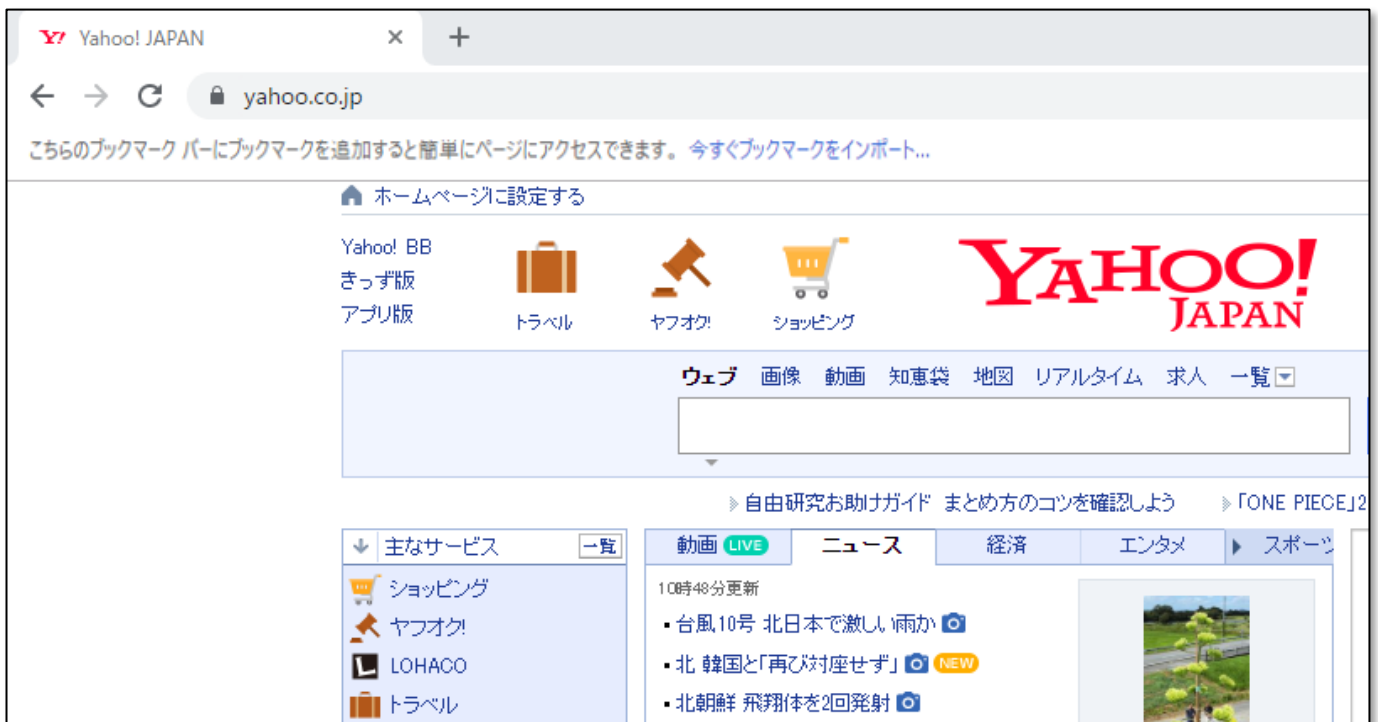 Yahoo! JAPAN
yahoo.co.jp
こちらのブックマーク バーにブックマークを追加すると簡単にページにアクセスできます。 今すぐブックマークをインポート...
ホームページに設定する
Yahoo! BB
きっず版
アプリ版
トラベル
ヤフオク!
ショッピング
YAHOO!
JAPAN
ウェブ 画像 動画 知恵袋 地図 リアルタイム 求人 一覧
自由研究お助けガイド まとめ方のコツを確認しよう 「ONE PIECE」2
主なサービス 一覧
ショッピング
ヤフオク!
LOHACO
トラベル
動画 LIVE ニュース 経済 エンタメ スポーツ
10時48分更新
台風10号 北日本で激しい雨か
北 韓国と「再び対座せず」 NEW
北朝鮮 飛翔体を2回発射